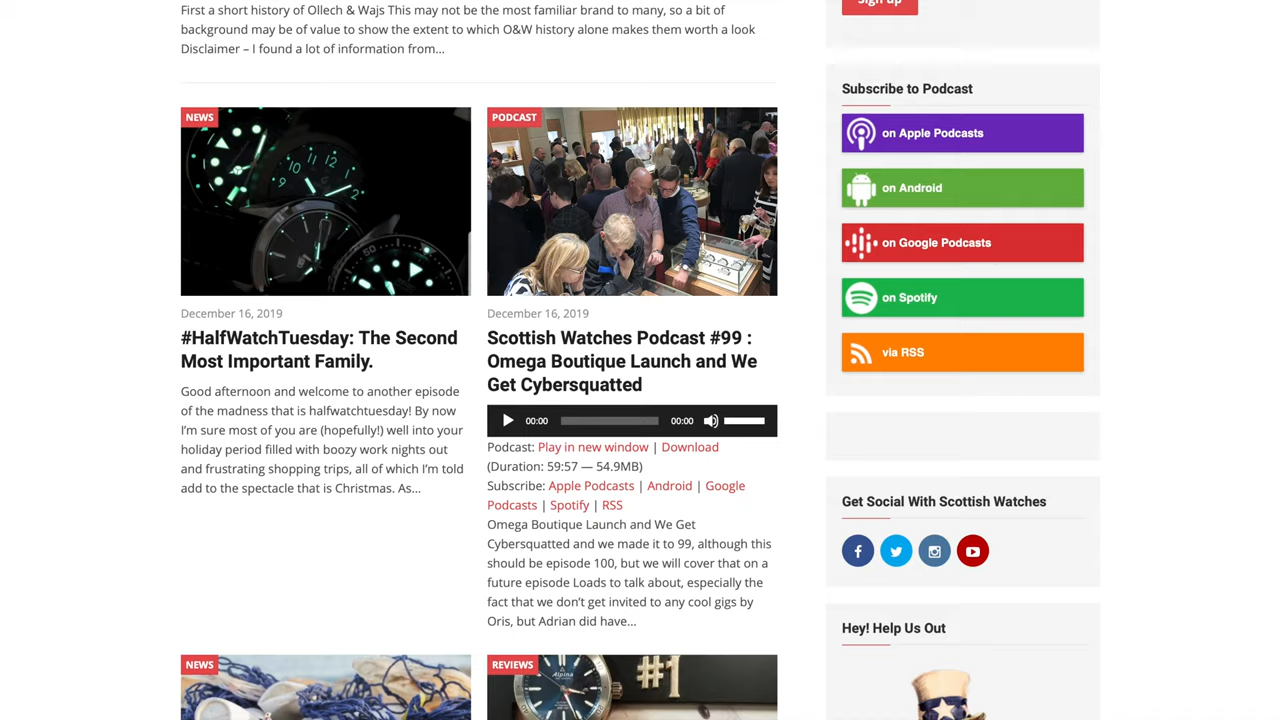 First a short history of Ollech & Wajs This may not be the most familiar brand to many, so a bit of
background may be of value to show the extent to which O&W history alone makes them worth a look
Disclaimer – I found a lot of information from…
NEWS
12
11
10
9
2
December 16, 2019
#HalfWatchTuesday: The Second
Most Important Family.
Good afternoon and welcome to another episode
of the madness that is halfwatchtuesday! By now
I’m sure most of you are (hopefully!) well into your
holiday period filled with boozy work nights out
and frustrating shopping trips, all of which I’m told
add to the spectacle that is Christmas. As…
PODCAST
December 16, 2019
Scottish Watches Podcast #99 :
Omega Boutique Launch and We
Get Cybersquatted
00:00
00:00
Podcast: Play in new window | Download
(Duration: 59:57 — 54.9MB)
Subscribe: Apple Podcasts | Android | Google
Podcasts | Spotify | RSS
Omega Boutique Launch and We Get
Cybersquatted and we made it to 99, although this
should be episode 100, but we will cover that on a
future episode Loads to talk about, especially the
fact that we don’t get invited to any cool gigs by
Oris, but Adrian did have…
NEWS
REVIEWS
Alpina
#1
Sign up
Subscribe to Podcast
on Apple Podcasts
on Android
on Google Podcasts
on Spotify
via RSS
Get Social With Scottish Watches
Hey! Help Us Out